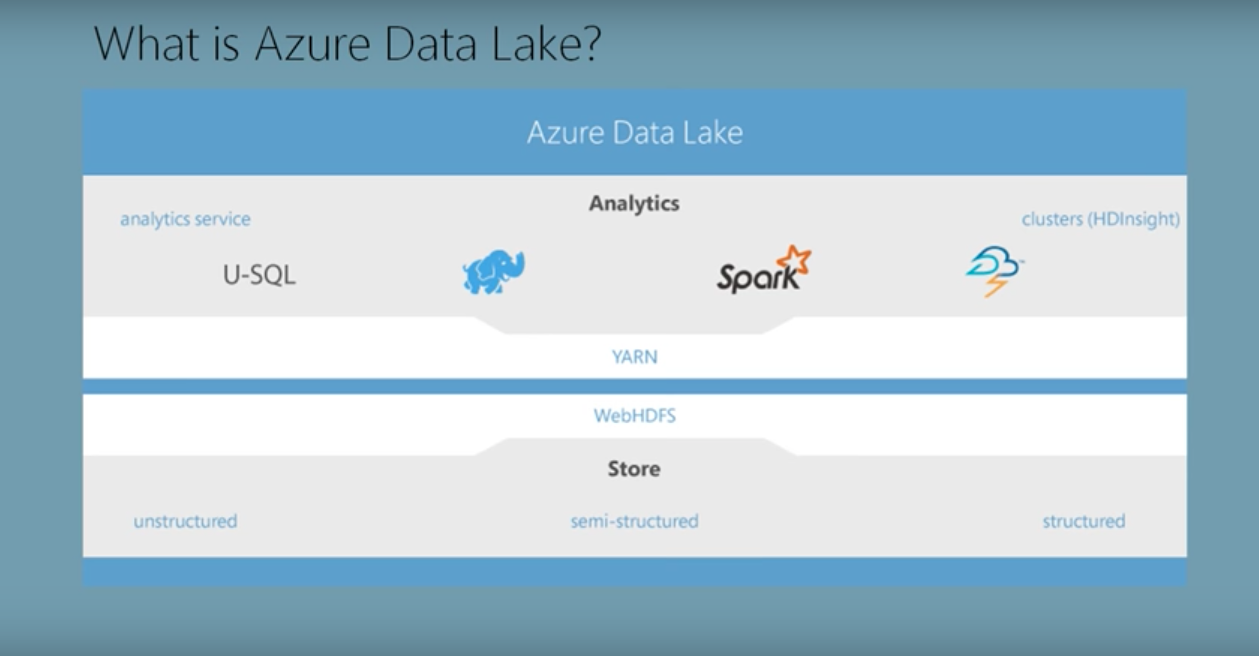 What is Azure Data Lake?
Azure Data Lake
Analytics
analytics service
clusters (HDInsight)
U-SQL
Spark
YARN
WebHDFS
Store
unstructured
semi-structured
structured